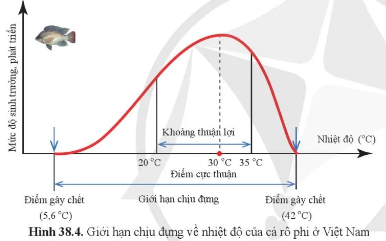 Mức độ sinh trưởng, phát triển
Khoảng thuận lợi
Nhiệt độ (°C)
20 °C
30 °C
35 °C
Điểm cực thuận
Điểm gây chết
(5,6 °C)
Giới hạn chịu đựng
Điểm gây chết
(42 °C)
Hình 38.4. Giới hạn chịu đựng về nhiệt độ của cá rô phi ở Việt Nam